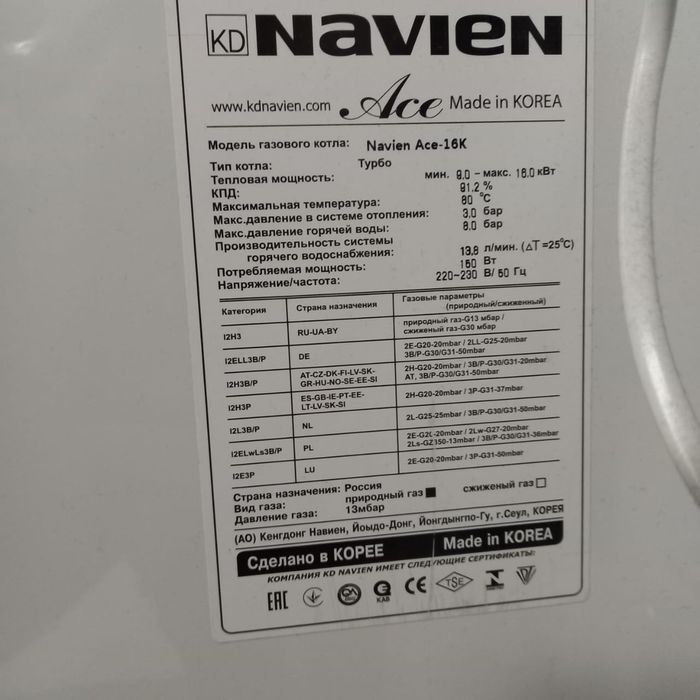 KD NAVIEN
www.kdnavien.com Ace Made in KOREA
Модель газового котла: Navien Ace-16K
Тип котла: Турбо
Тепловая мощность: мин. 9.0 – макс. 16.0 кВт
КПД: 91.2 %
Максимальная температура: 80 °C
Макс.давление в системе отопления: 3.0 бар
Макс.давление горячей воды: 8.0 бар
Производительность системы
горячего водоснабжения: 13.8 л/мин. (△T =25°C)
Потребляемая мощность: 150 Вт
Напряжение/частота: 220-230 В/ 50 Гц
Категория Страна назначения Газовые параметры (природный/сжиженный)
I2H3 RU-UA-BY природный газ-G13 мбар / сжиженый газ-G30 мбар
I2ELL3B/P DE 2E-G20-20mbar / 2LL-G25-20mbar 3B/P-G30/G31-50mbar
I2H3B/P AT-CZ-DK-FI-LV-SK-GR-HU-NO-SE-EE-SI 2H-G20-20mbar / 3B/P-G30/G31-20mbar AT, 3B/P-G30/G31-50mbar
I2H3P ES-GB-IE-PT-EE-LT-LV-SK-SI 2H-G20-20mbar / 3P-G31-37mbar
I2L3B/P NL 2L-G25-25mbar / 3B/P-G30/G31-50mbar
I2ELwLs3B/P PL 2E-G20-20mbar / 2Lw-G27-20mbar 2Ls-GZ350-13mbar / 3B/P-G30/G31-36mbar
I2E3P LU 2E-G20-20mbar / 3P-G31-50mbar
Страна назначения: Россия
Вид газа: природный газ ■ сжиженый газ □
Давление газа: 13мбар
(АО) Кенгдонг Навиен, Йоыдо-Донг, Йонгдынгпо-Гу, г.Сеул, КОРЕЯ
Сделано в КОРЕЕ Made in KOREA
КОМПАНИЯ KD NAVIEN ИМЕЕТ СЛЕДУЮЩИЕ СЕРТИФИКАТЫ:
EAC KAB CE TSE